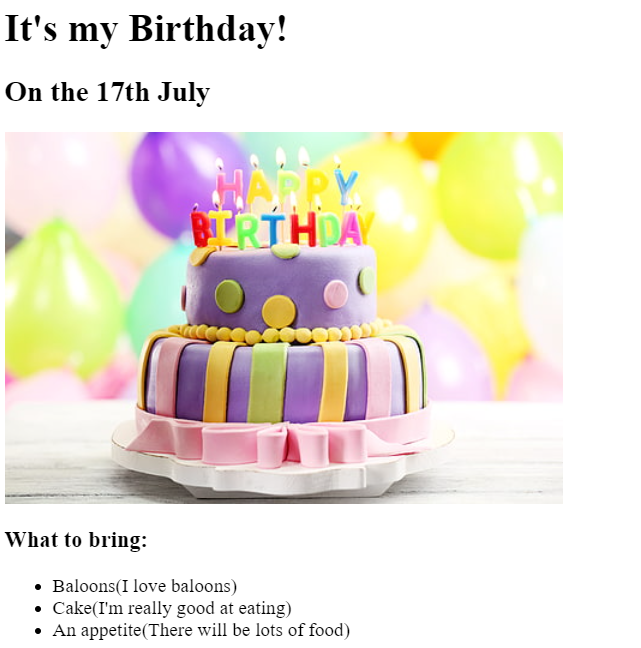 It's my Birthday!
On the 17th July
HAPPY
BIRTHDAY
What to bring:
Baloons(I love baloons)
Cake(I'm really good at eating)
An appetite(There will be lots of food)